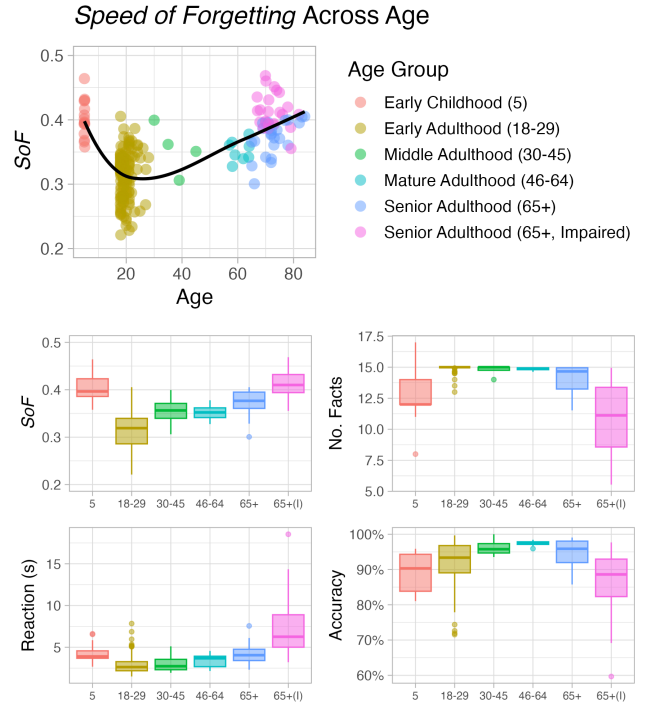 Speed of Forgetting Across Age
0.5
0.4
0.3
0.2
SoF
20 40 60 80
Age
Age Group
Early Childhood (5)
Early Adulthood (18-29)
Middle Adulthood (30-45)
Mature Adulthood (46-64)
Senior Adulthood (65+)
Senior Adulthood (65+, Impaired)
0.5
0.4
0.3
0.2
SoF
5 18-29 30-45 46-64 65+ 65+(I)
17.5
15.0
12.5
10.0
7.5
5.0
No. Facts
5 18-29 30-45 46-64 65+ 65+(I)
15
10
5
Reaction (s)
5 18-29 30-45 46-64 65+ 65+(I)
100%
90%
80%
70%
60%
Accuracy
5 18-29 30-45 46-64 65+ 65+(I)